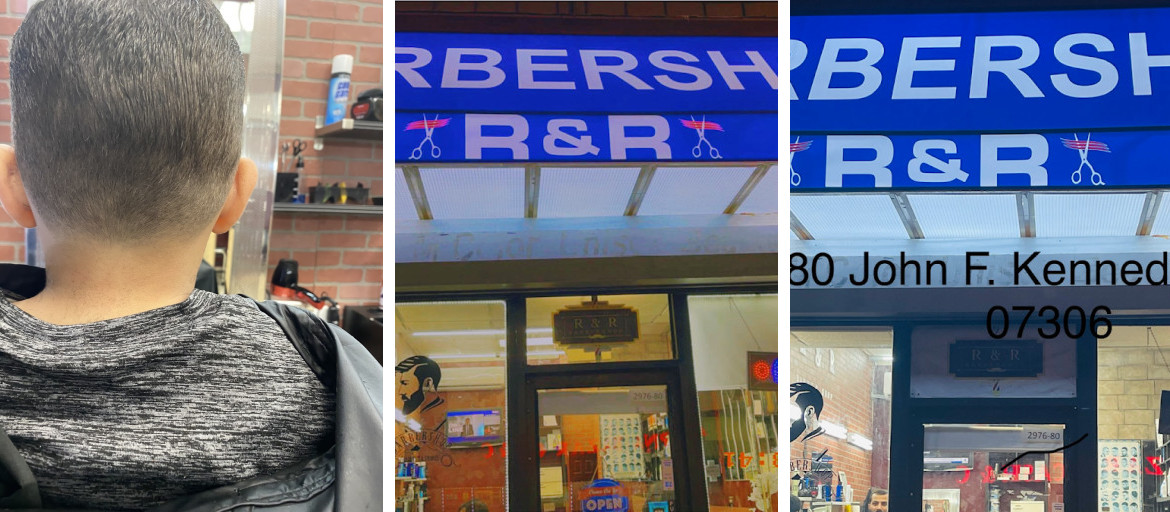 RBERSH
R&R
R & R
2976-80
OPEN
RBERSH
R&R
80 John F. Kenned
07306
R & R
2976-80